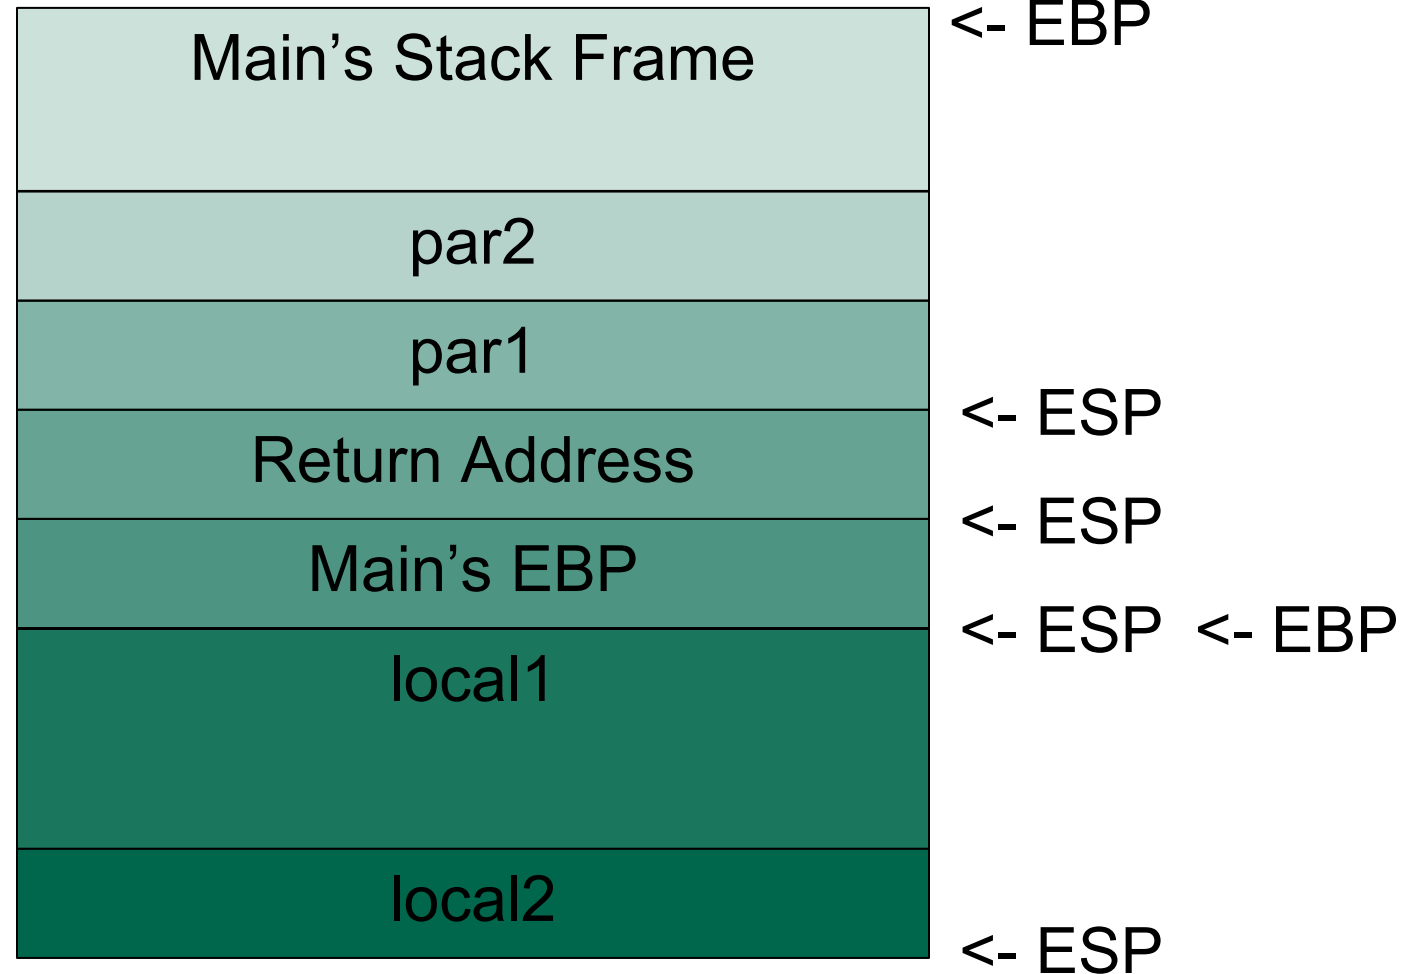 <- EBP
Main’s Stack Frame
par2
par1
<- ESP
Return Address
<- ESP
Main’s EBP
<- ESP <- EBP
local1
local2
<- ESP